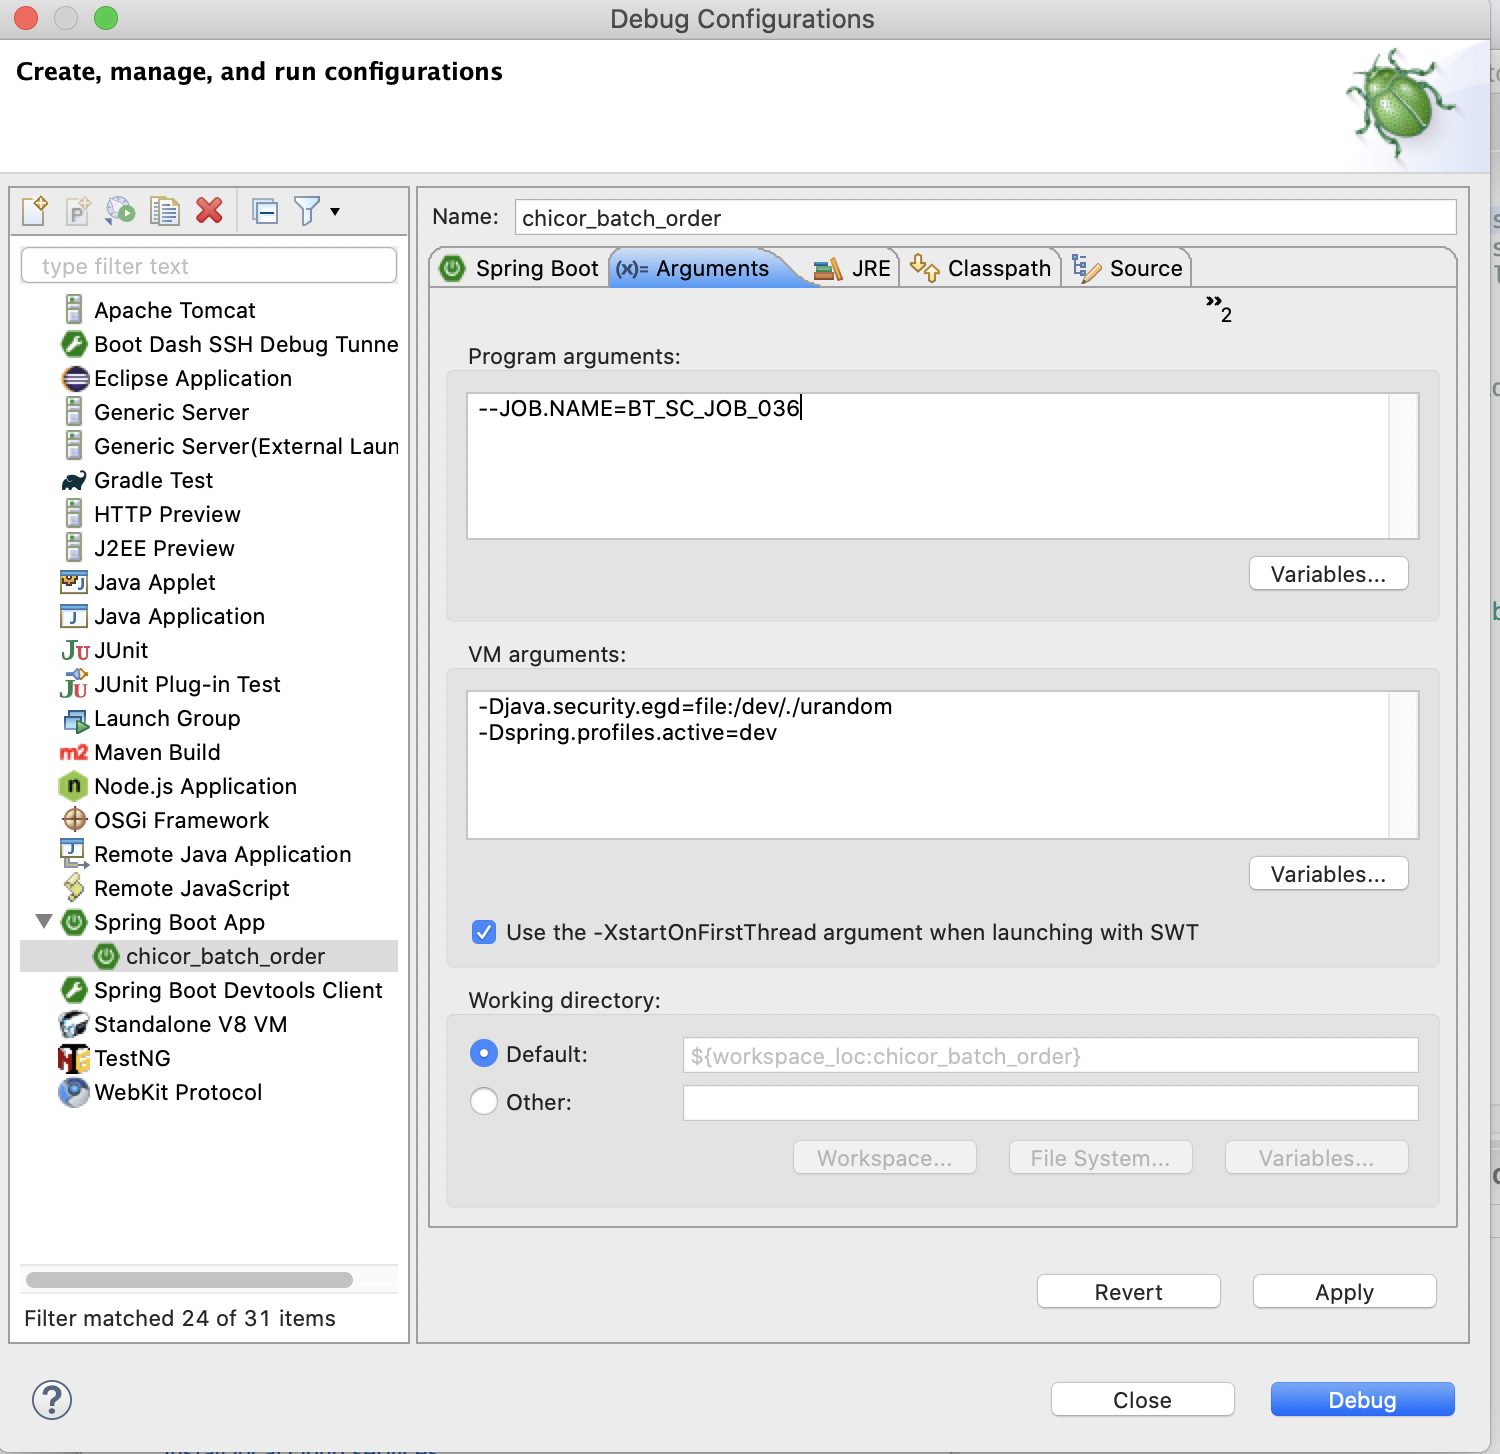 Debug Configurations
Create, manage, and run configurations
type filter text
Apache Tomcat
Boot Dash SSH Debug Tunne
Eclipse Application
Generic Server
Generic Server(External Laun
Gradle Test
HTTP Preview
J2EE Preview
Java Applet
Java Application
JUnit
JUnit Plug-in Test
Launch Group
m2 Maven Build
Node.js Application
OSGi Framework
Remote Java Application
Remote JavaScript
Spring Boot App
chicor_batch_order
Spring Boot Devtools Client
Standalone V8 VM
TestNG
WebKit Protocol
Filter matched 24 of 31 items
Name: chicor_batch_order
Spring Boot (x)= Arguments JRE Classpath Source
»2
Program arguments:
--JOB.NAME=BT_SC_JOB_036
Variables...
VM arguments:
-Djava.security.egd=file:/dev/./urandom
-Dspring.profiles.active=dev
Variables...
Use the -XstartOnFirstThread argument when launching with SWT
Working directory:
Default: ${workspace_loc:chicor_batch_order}
Other:
Workspace... File System... Variables...
Revert Apply
? Close Debug